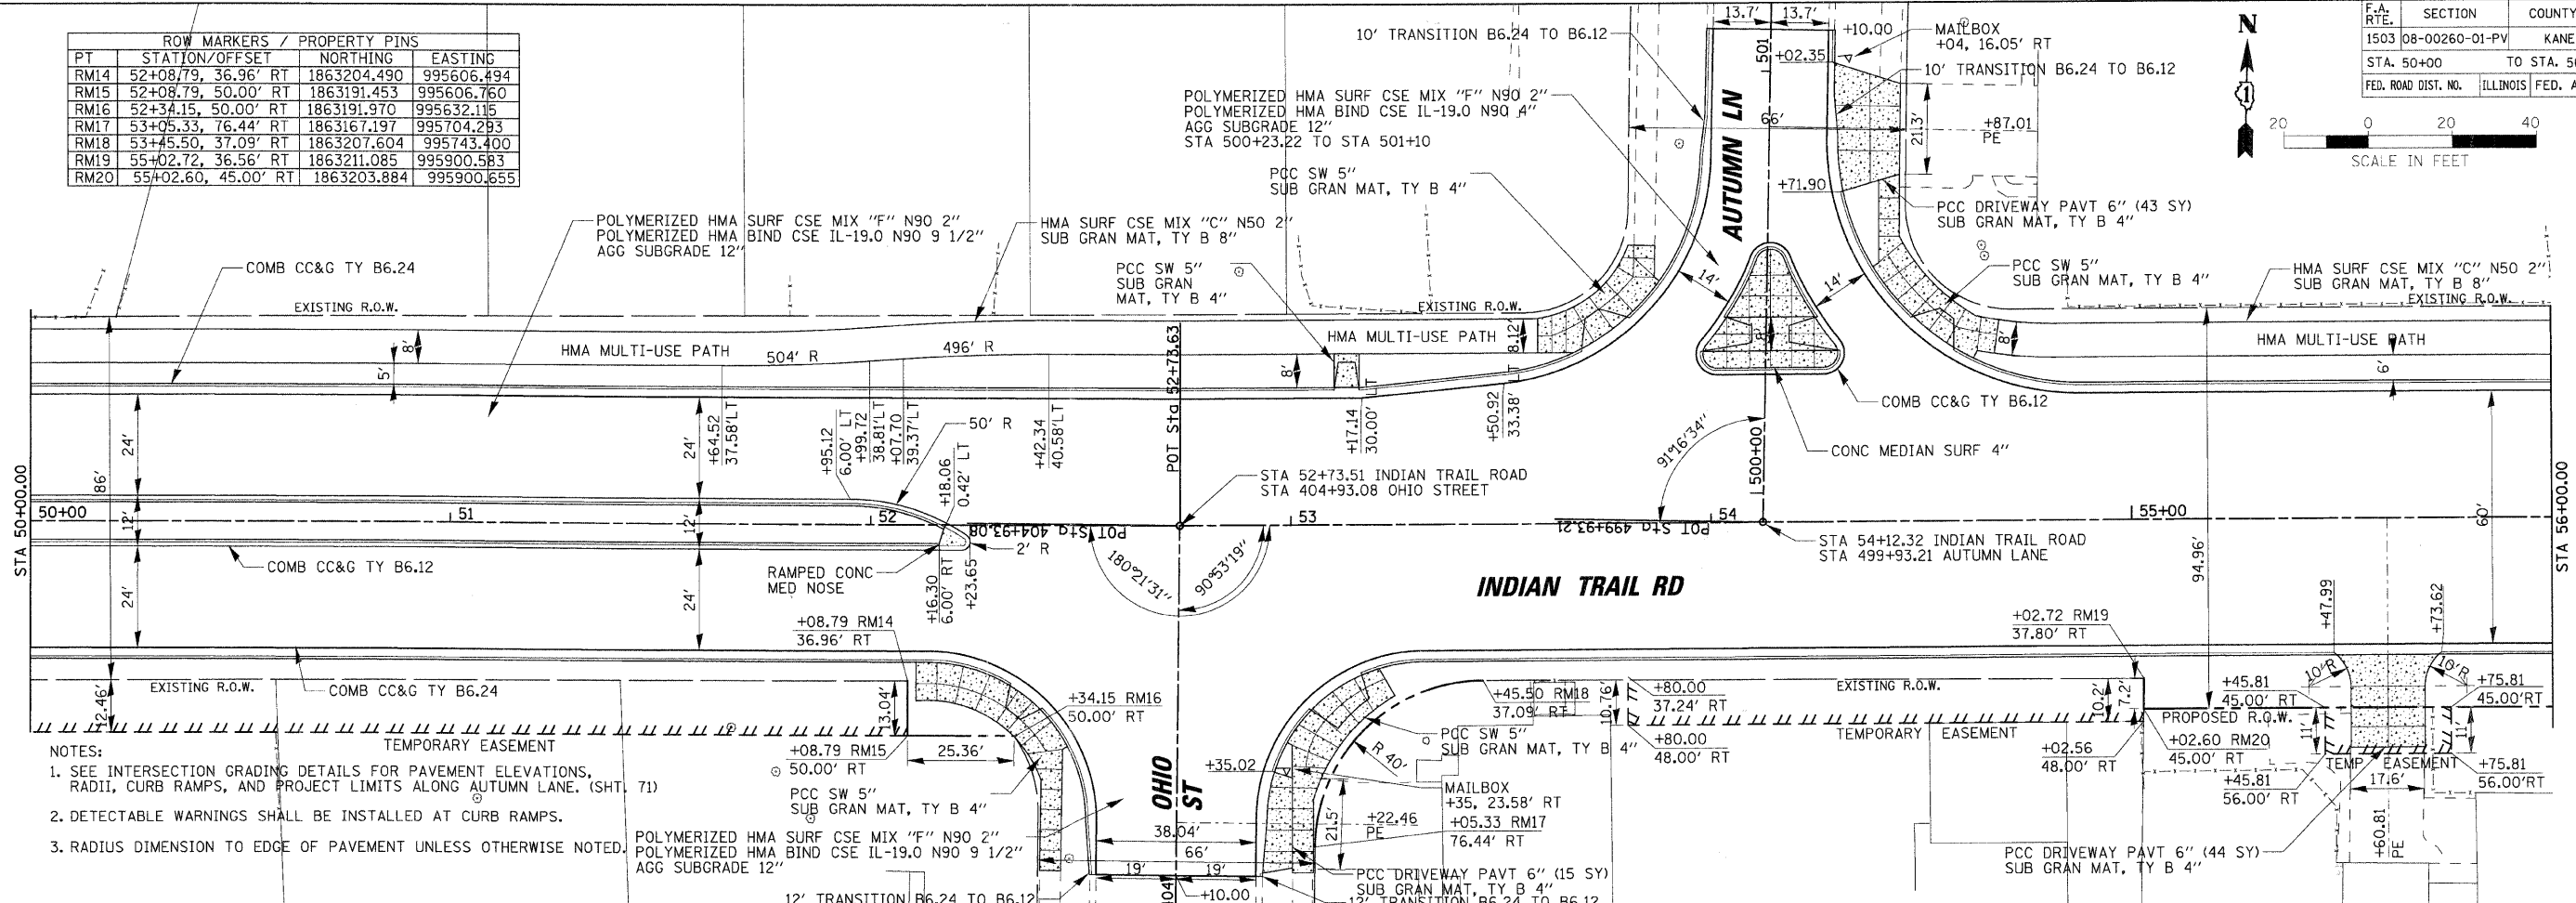 ROW MARKERS / PROPERTY PINS
PT STATION/OFFSET NORTHING EASTING
RM14 52+08.79, 36.96' RT 1863204.490 995606.494
RM15 52+08.79, 50.00' RT 1863191.453 995606.760
RM16 52+34.15, 50.00' RT 1863191.970 995632.115
RM17 53+05.33, 76.44' RT 1863167.197 995704.293
RM18 53+45.50, 37.09' RT 1863207.604 995743.400
RM19 55+02.72, 36.56' RT 1863211.085 995900.583
RM20 55+02.60, 45.00' RT 1863203.884 995900.655
13.7' 13.7'
10' TRANSITION B6.24 TO B6.12
+10.00
MAILBOX
+04, 16.05' RT
+02.35
501
10' TRANSITION B6.24 TO B6.12
N
F.A. RTE. SECTION COUNTY
1503 08-00260-01-PV KANE
STA. 50+00 TO STA.
FED. ROAD DIST. NO. ILLINOIS FED.
20 0 20 40
SCALE IN FEET
POLYMERIZED HMA SURF CSE MIX "F" N90 2"
POLYMERIZED HMA BIND CSE IL-19.0 N90 4"
AGG SUBGRADE 12"
STA 500+23.22 TO STA 501+10
AUTUMN LN
66'
21.3'
+87.01
PE
+71.90
PCC SW 5"
SUB GRAN MAT, TY B 4"
PCC DRIVEWAY PAVT 6" (43 SY)
SUB GRAN MAT, TY B 4"
POLYMERIZED HMA SURF CSE MIX "F" N90 2"
POLYMERIZED HMA BIND CSE IL-19.0 N90 9 1/2"
AGG SUBGRADE 12"
HMA SURF CSE MIX "C" N50 2"
SUB GRAN MAT, TY B 8"
PCC SW 5"
SUB GRAN
MAT, TY B 4"
PCC SW 5"
SUB GRAN MAT, TY B 4"
HMA SURF CSE MIX "C" N50 2"
SUB GRAN MAT, TY B 8"
COMB CC&G TY B6.24
EXISTING R.O.W.
EXISTING R.O.W.
EXISTING R.O.W.
14' 14'
8'
HMA MULTI-USE PATH
504' R
496' R
HMA MULTI-USE PATH
8.12'
8'
8'
HMA MULTI-USE PATH
5'
8'
6'
POT Sta 52+73.63
+64.52
37.58'LT
+95.12
6.00' LT
+99.72
38.81'LT
+07.70
39.37'LT
50' R
+18.06
0.42' LT
+42.34
40.58'LT
+17.14
30.00' LT
+50.92
33.38' LT
COMB CC&G TY B6.12
CONC MEDIAN SURF 4"
91°16'34"
500+00
STA 50+00.00
86'
24'
24'
STA 52+73.51 INDIAN TRAIL ROAD
STA 404+93.08 OHIO STREET
50+00 51 52 53 54 55+00
12'
12'
POT Sta 404+93.08
POT Sta 499+93.21
STA 54+12.32 INDIAN TRAIL ROAD
STA 499+93.21 AUTUMN LANE
60'
94.96'
STA 56+00.00
COMB CC&G TY B6.12
2' R
RAMPED CONC
MED NOSE
+16.30
6.00' RT
+23.65
180°21'31"
90°53'19"
INDIAN TRAIL RD
24'
24'
+08.79 RM14
36.96' RT
+02.72 RM19
37.80' RT
+47.99
+73.62
10'R
10'R
12.46'
EXISTING R.O.W.
COMB CC&G TY B6.24
13.04'
+34.15 RM16
50.00' RT
+45.50 RM18
37.09' RT
10.76'
+80.00
37.24' RT
EXISTING R.O.W.
10.2'
7.2'
+45.81
45.00' RT
+75.81
45.00'RT
PROPOSED R.O.W.
TEMPORARY EASEMENT
+08.79 RM15
50.00' RT
25.36'
R 40'
PCC SW 5"
SUB GRAN MAT, TY B 4"
+80.00
48.00' RT
TEMPORARY EASEMENT
+02.56
48.00' RT
+02.60 RM20
45.00' RT
11'
11'
TEMP EASEMENT
+45.81
56.00' RT
17.6'
+75.81
56.00'RT
NOTES:
1. SEE INTERSECTION GRADING DETAILS FOR PAVEMENT ELEVATIONS,
RADII, CURB RAMPS, AND PROJECT LIMITS ALONG AUTUMN LANE. (SHT 71)
2. DETECTABLE WARNINGS SHALL BE INSTALLED AT CURB RAMPS.
3. RADIUS DIMENSION TO EDGE OF PAVEMENT UNLESS OTHERWISE NOTED.
PCC SW 5"
SUB GRAN MAT, TY B 4"
OHIO
ST
+35.02
MAILBOX
+35, 23.58' RT
+22.46
PE
+05.33 RM17
76.44' RT
21.5'
POLYMERIZED HMA SURF CSE MIX "F" N90 2"
POLYMERIZED HMA BIND CSE IL-19.0 N90 9 1/2"
AGG SUBGRADE 12"
38.04'
66'
19' 19'
PCC DRIVEWAY PAVT 6" (15 SY)
SUB GRAN MAT, TY B 4"
PCC DRIVEWAY PAVT 6" (44 SY)
SUB GRAN MAT, TY B 4"
+60.81
PE
12' TRANSITION B6.24 TO B6.12
404
+10.00
12' TRANSITION B6.24 TO B6.12